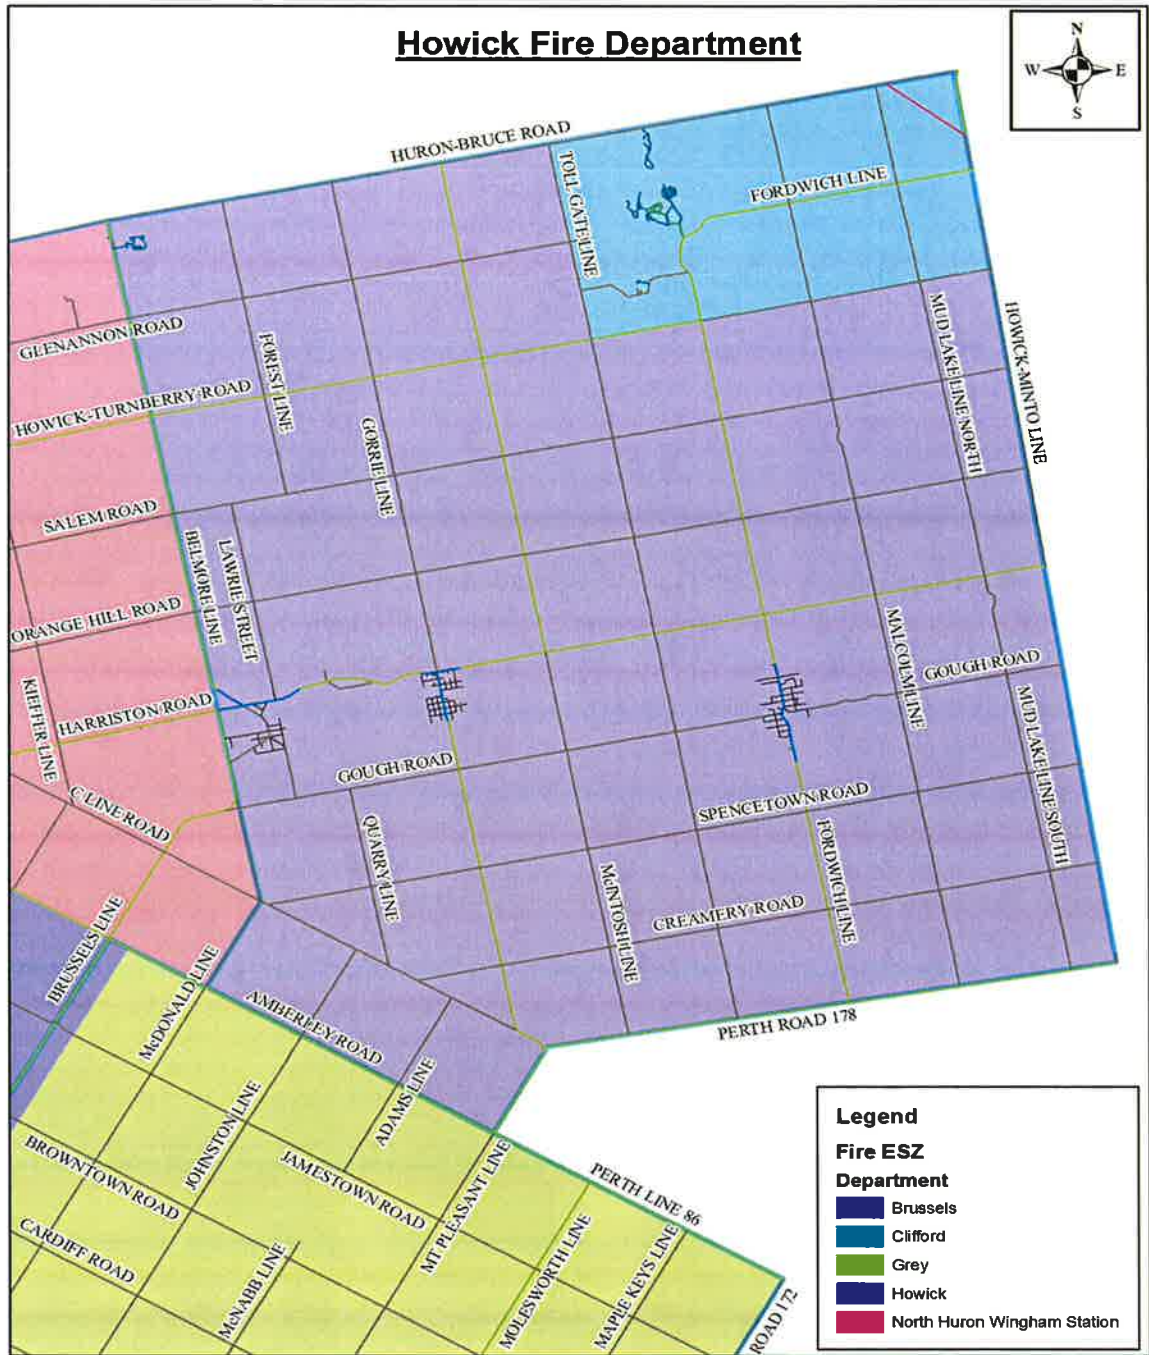 Howick Fire Department
N
W E
S
HURON-BRUCE ROAD
TOLL GATE LINE
FORDWICH LINE
GLENANNON ROAD
FOREST LINE
MUD LAKE LINE NORTH
HOWICK-MINTO LINE
HOWICK-TURNBERRY ROAD
GORRIE LINE
SALEM ROAD
BELMORE LINE
LAWRIE STREET
ORANGE HILL ROAD
MALCOLM LINE
GOUGH ROAD
KIEFFER LINE
HARRISTON ROAD
MUD LAKE LINE SOUTH
GOUGH ROAD
C LINE ROAD
SPENCETOWN ROAD
QUARRY LINE
FORDWICH LINE
McINTOSH LINE
CREAMERY ROAD
BRUSSELS LINE
McDONALD LINE
AMBERLEY ROAD
PERTH ROAD 178
ADAMS LINE
JOHNSTON LINE
BROWNTOWN ROAD
JAMESTOWN ROAD
MT PLEASANT LINE
PERTH LINE 86
CARDIFF ROAD
McNABB LINE
MOLESWORTH LINE
MAPLE KEYS LINE
ROAD 172
Legend
Fire ESZ
Department
Brussels
Clifford
Grey
Howick
North Huron Wingham Station